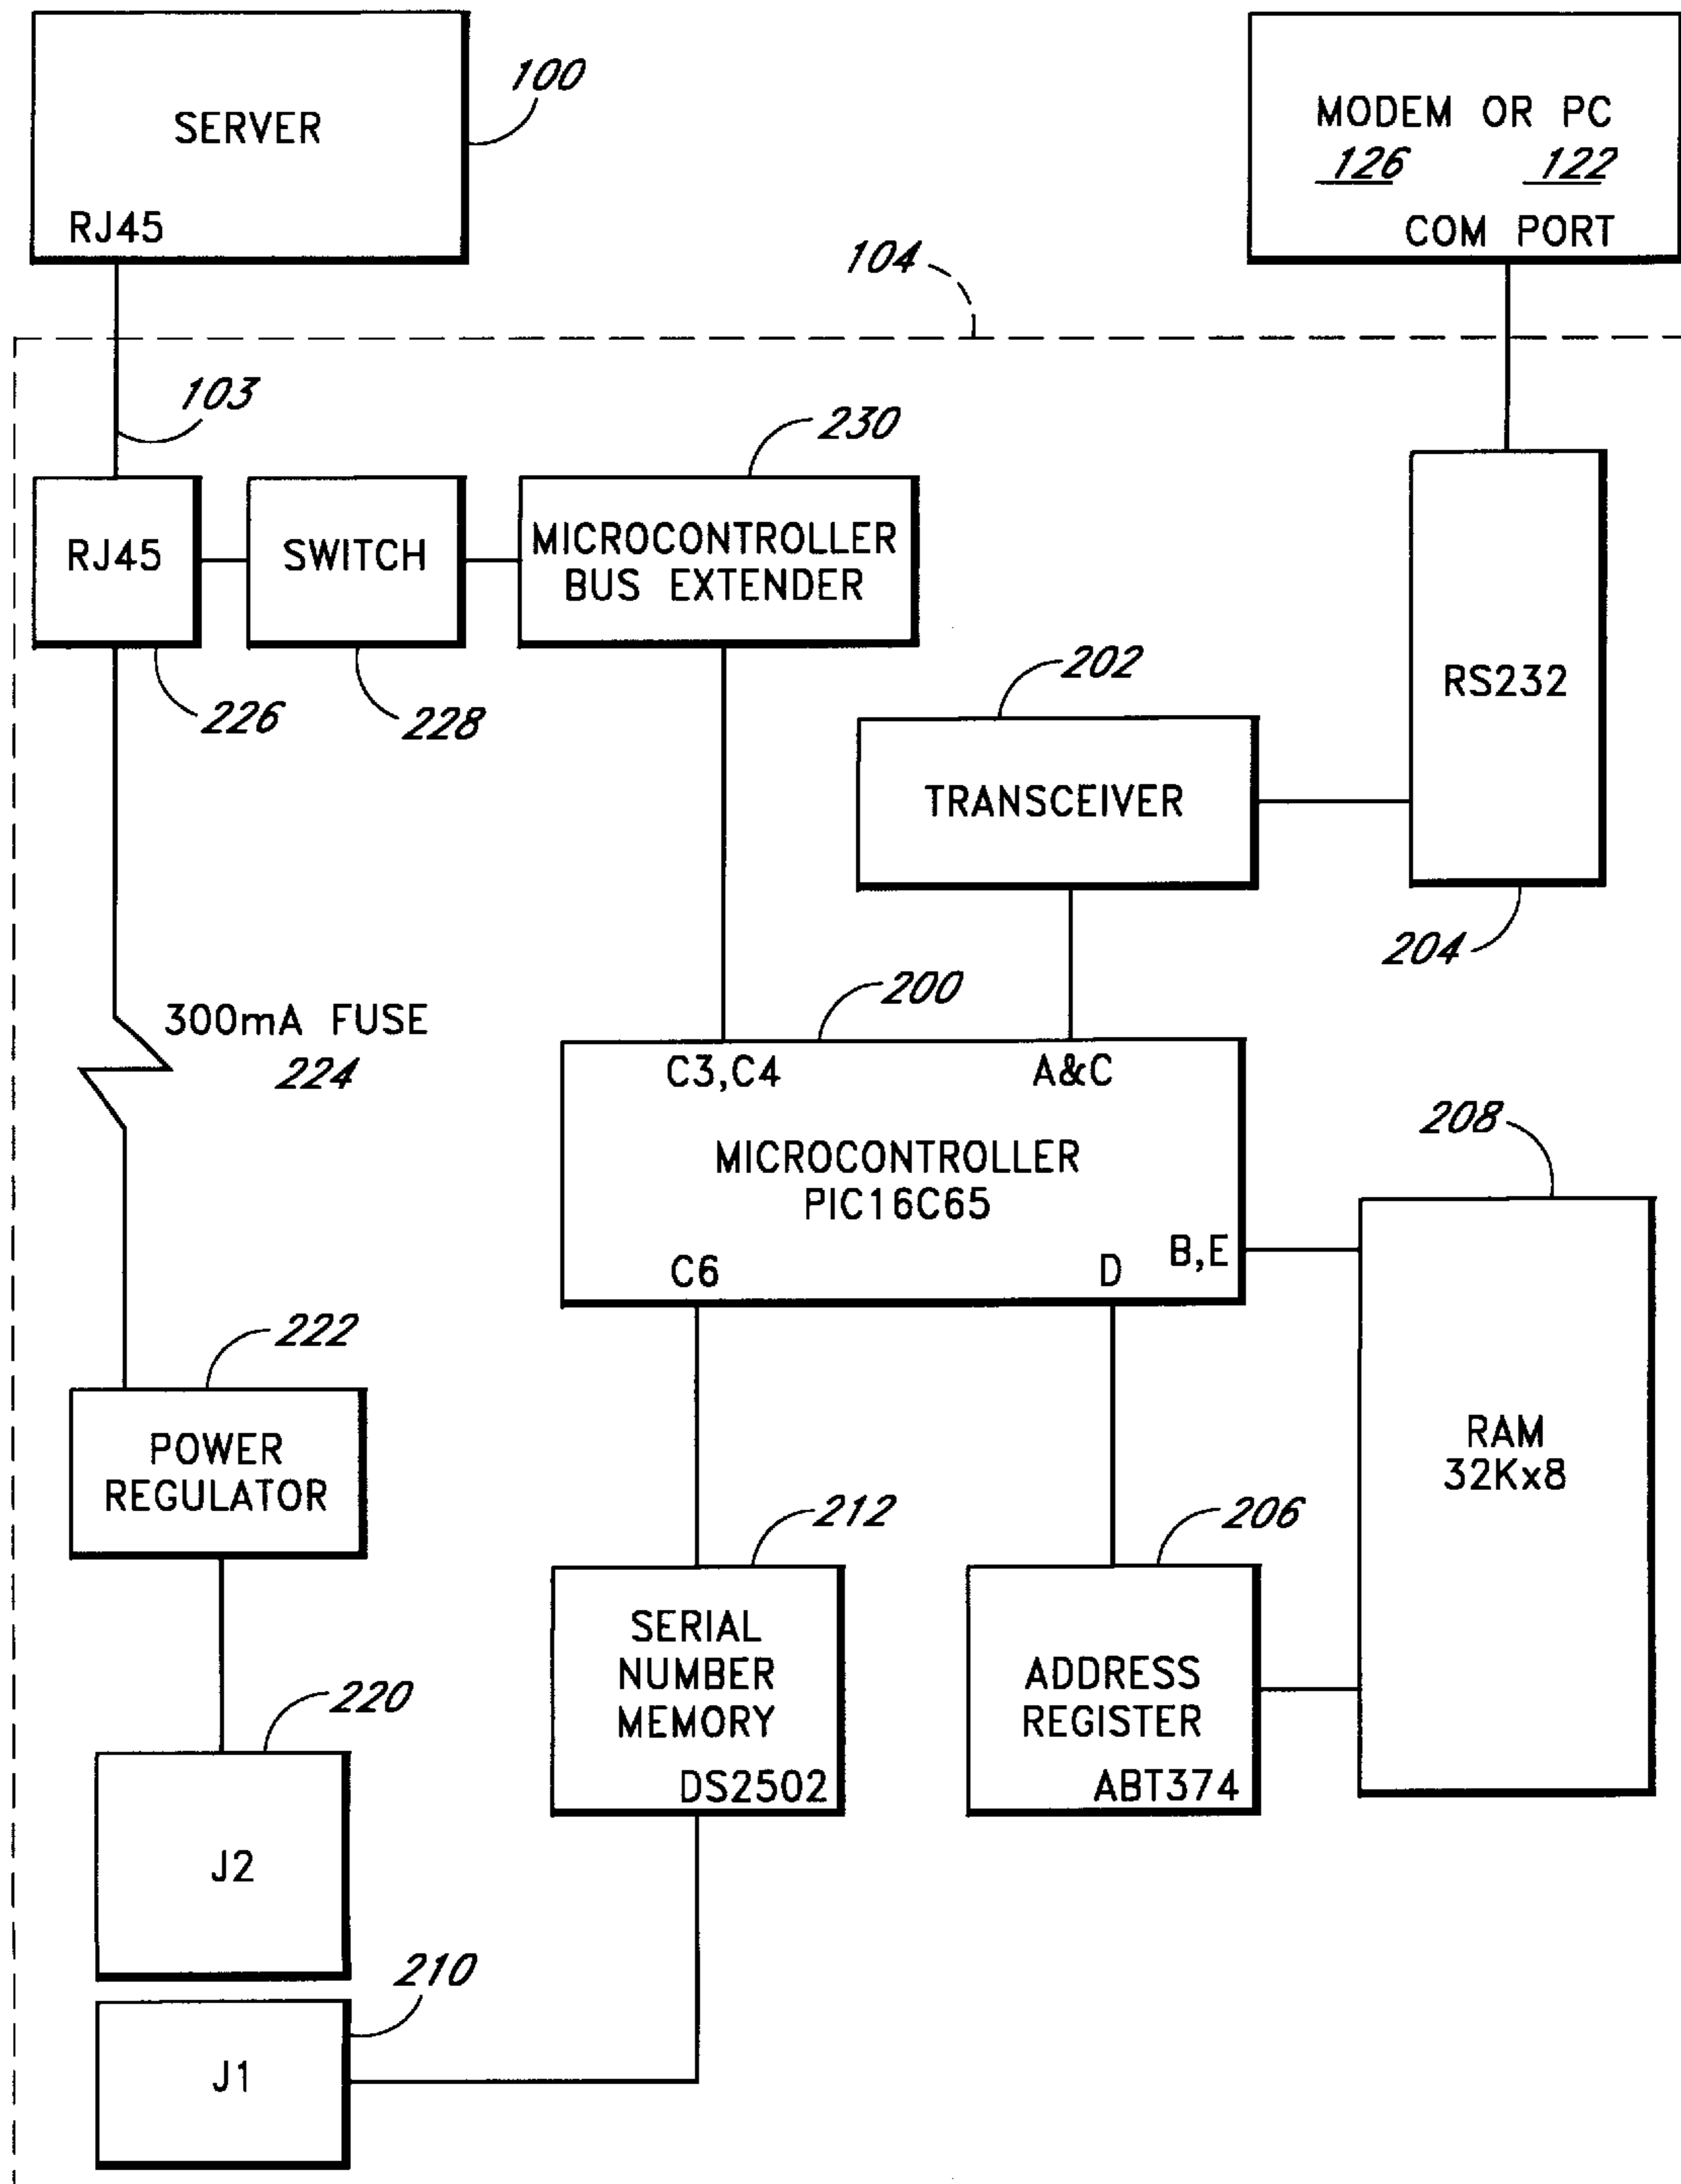 SERVER
RJ45
100
MODEM OR PC
126 122
COM PORT
104
103
230
RJ45
SWITCH
MICROCONTROLLER
BUS EXTENDER
226
228
202
TRANSCEIVER
RS232
204
300mA FUSE
224
200
C3,C4 A&C
MICROCONTROLLER
PIC16C65
C6 D B,E
208
RAM
32Kx8
222
POWER
REGULATOR
212
SERIAL
NUMBER
MEMORY
DS2502
206
ADDRESS
REGISTER
ABT374
220
J2
210
J1